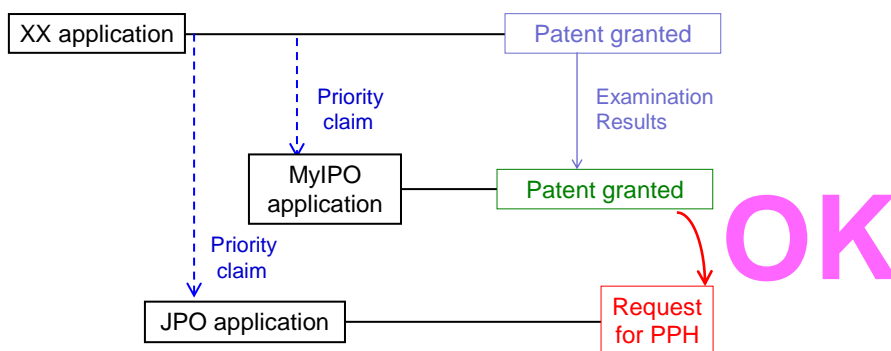 XX application
Patent granted
Priority
claim
Examination
Results
MyIPO
application
Patent granted
OK
Priority
claim
JPO application
Request
for PPH